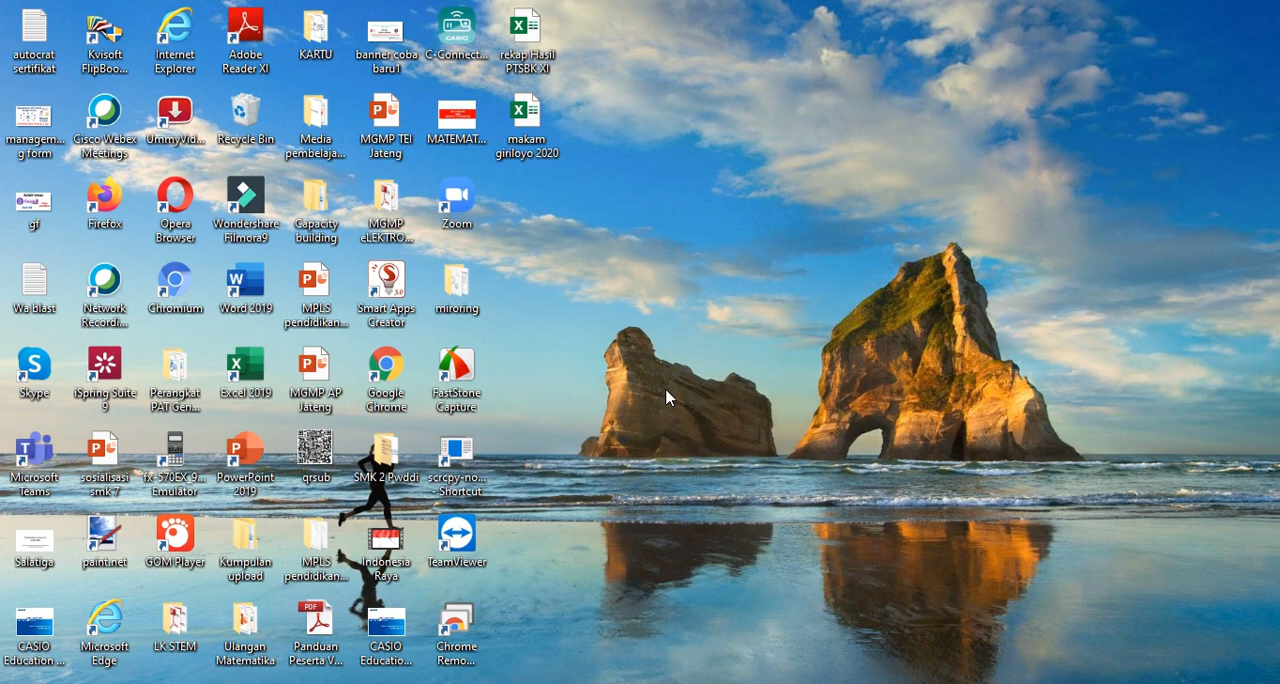 autocrat
sertifikat
Kvisoft
FlipBoo...
Internet
Explorer
Adobe
Reader XI
KARTU
banner coba
baru1
C-Connect...
CASIO
rekap Hasil
PTSBK XI
managem...
g form
Cisco Webex
Meetings
UmmyVid...
Recycle Bin
Media
pembelaja...
MGMP TEI
Jateng
MATEMAT...
makam
giriloyo 2020
gf
Firefox
Opera
Browser
Wondershare
Filmora9
Capacity
building
MGMP
eLEKTRO...
Zoom
Wa blast
Network
Recordi...
Chromium
Word 2019
MPLS
pendidikan...
Smart Apps
Creator
miroring
Skype
iSpring Suite
9
Perangkat
PAT Gen...
Excel 2019
MGMP AP
Jateng
Google
Chrome
FastStone
Capture
Microsoft
Teams
sosialisasi
smk 7
fx-570EX_9...
Emulator
PowerPoint
2019
qrsub
SMK 2 Pwddi
scrcpy-no...
- Shortcut
Salatiga
paint.net
GOM Player
Kumpulan
upload
MPLS
pendidikan...
Indonesia
Raya
TeamViewer
CASIO
Education ...
Microsoft
Edge
LK STEM
Ulangan
Matematika
PDF
Panduan
Peserta V...
CASIO
Educatio...
Chrome
Remo...